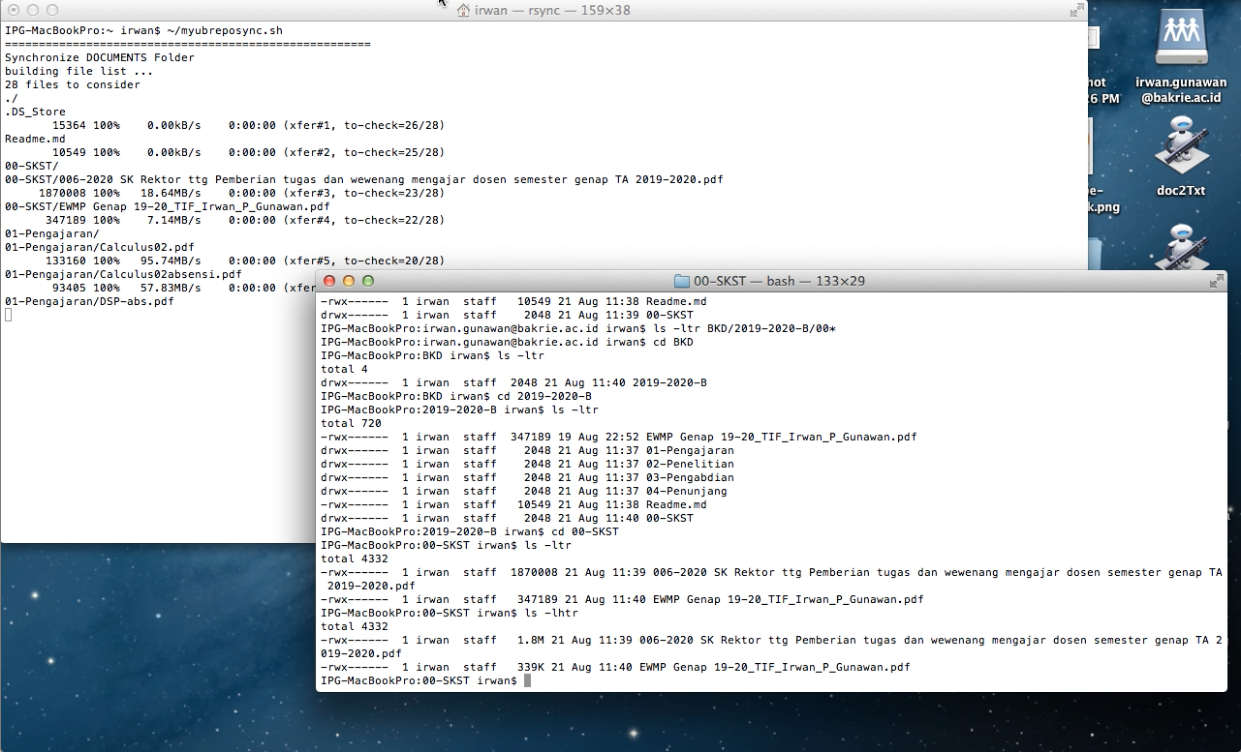 irwan — rsync — 159×38
IPG-MacBookPro:~ irwan$ ~/myubreposync.sh
======================================================
Synchronize DOCUMENTS Folder
building file list ...
28 files to consider
./
.DS_Store
15364 100%    0.00kB/s    0:00:00 (xfer#1, to-check=26/28)
Readme.md
10549 100%    0.00kB/s    0:00:00 (xfer#2, to-check=25/28)
00-SKST/
00-SKST/006-2020 SK Rektor ttg Pemberian tugas dan wewenang mengajar dosen semester genap TA 2019-2020.pdf
1870008 100%   18.64MB/s    0:00:00 (xfer#3, to-check=23/28)
00-SKST/EWMP Genap 19-20_TIF_Irwan_P_Gunawan.pdf
347189 100%    7.14MB/s    0:00:00 (xfer#4, to-check=22/28)
01-Pengajaran/
01-Pengajaran/Calculus02.pdf
133160 100%   95.74MB/s    0:00:00 (xfer#5, to-check=20/28)
01-Pengajaran/Calculus02absensi.pdf
93405 100%   57.83MB/s    0:00:00 (xfer
01-Pengajaran/DSP-abs.pdf
00-SKST — bash — 133×29
-rwx------  1 irwan  staff   10549 21 Aug 11:38 Readme.md
drwx------  1 irwan  staff    2048 21 Aug 11:39 00-SKST
IPG-MacBookPro:irwan.gunawan@bakrie.ac.id irwan$ ls -ltr BKD/2019-2020-B/00*
IPG-MacBookPro:irwan.gunawan@bakrie.ac.id irwan$ cd BKD
IPG-MacBookPro:BKD irwan$ ls -ltr
total 4
drwx------  1 irwan  staff  2048 21 Aug 11:40 2019-2020-B
IPG-MacBookPro:BKD irwan$ cd 2019-2020-B
IPG-MacBookPro:2019-2020-B irwan$ ls -ltr
total 720
-rwx------  1 irwan  staff  347189 19 Aug 22:52 EWMP Genap 19-20_TIF_Irwan_P_Gunawan.pdf
drwx------  1 irwan  staff    2048 21 Aug 11:37 01-Pengajaran
drwx------  1 irwan  staff    2048 21 Aug 11:37 02-Penelitian
drwx------  1 irwan  staff    2048 21 Aug 11:37 03-Pengabdian
drwx------  1 irwan  staff    2048 21 Aug 11:37 04-Penunjang
-rwx------  1 irwan  staff   10549 21 Aug 11:38 Readme.md
drwx------  1 irwan  staff    2048 21 Aug 11:40 00-SKST
IPG-MacBookPro:2019-2020-B irwan$ cd 00-SKST
IPG-MacBookPro:00-SKST irwan$ ls -ltr
total 4332
-rwx------  1 irwan  staff  1870008 21 Aug 11:39 006-2020 SK Rektor ttg Pemberian tugas dan wewenang mengajar dosen semester genap TA
2019-2020.pdf
-rwx------  1 irwan  staff   347189 21 Aug 11:40 EWMP Genap 19-20_TIF_Irwan_P_Gunawan.pdf
IPG-MacBookPro:00-SKST irwan$ ls -lhtr
total 4332
-rwx------  1 irwan  staff   1.8M 21 Aug 11:39 006-2020 SK Rektor ttg Pemberian tugas dan wewenang mengajar dosen semester genap TA 2
019-2020.pdf
-rwx------  1 irwan  staff   339K 21 Aug 11:40 EWMP Genap 19-20_TIF_Irwan_P_Gunawan.pdf
IPG-MacBookPro:00-SKST irwan$
irwan.gunawan
@bakrie.ac.id
hot
6 PM
doc2Txt
e-
k.png